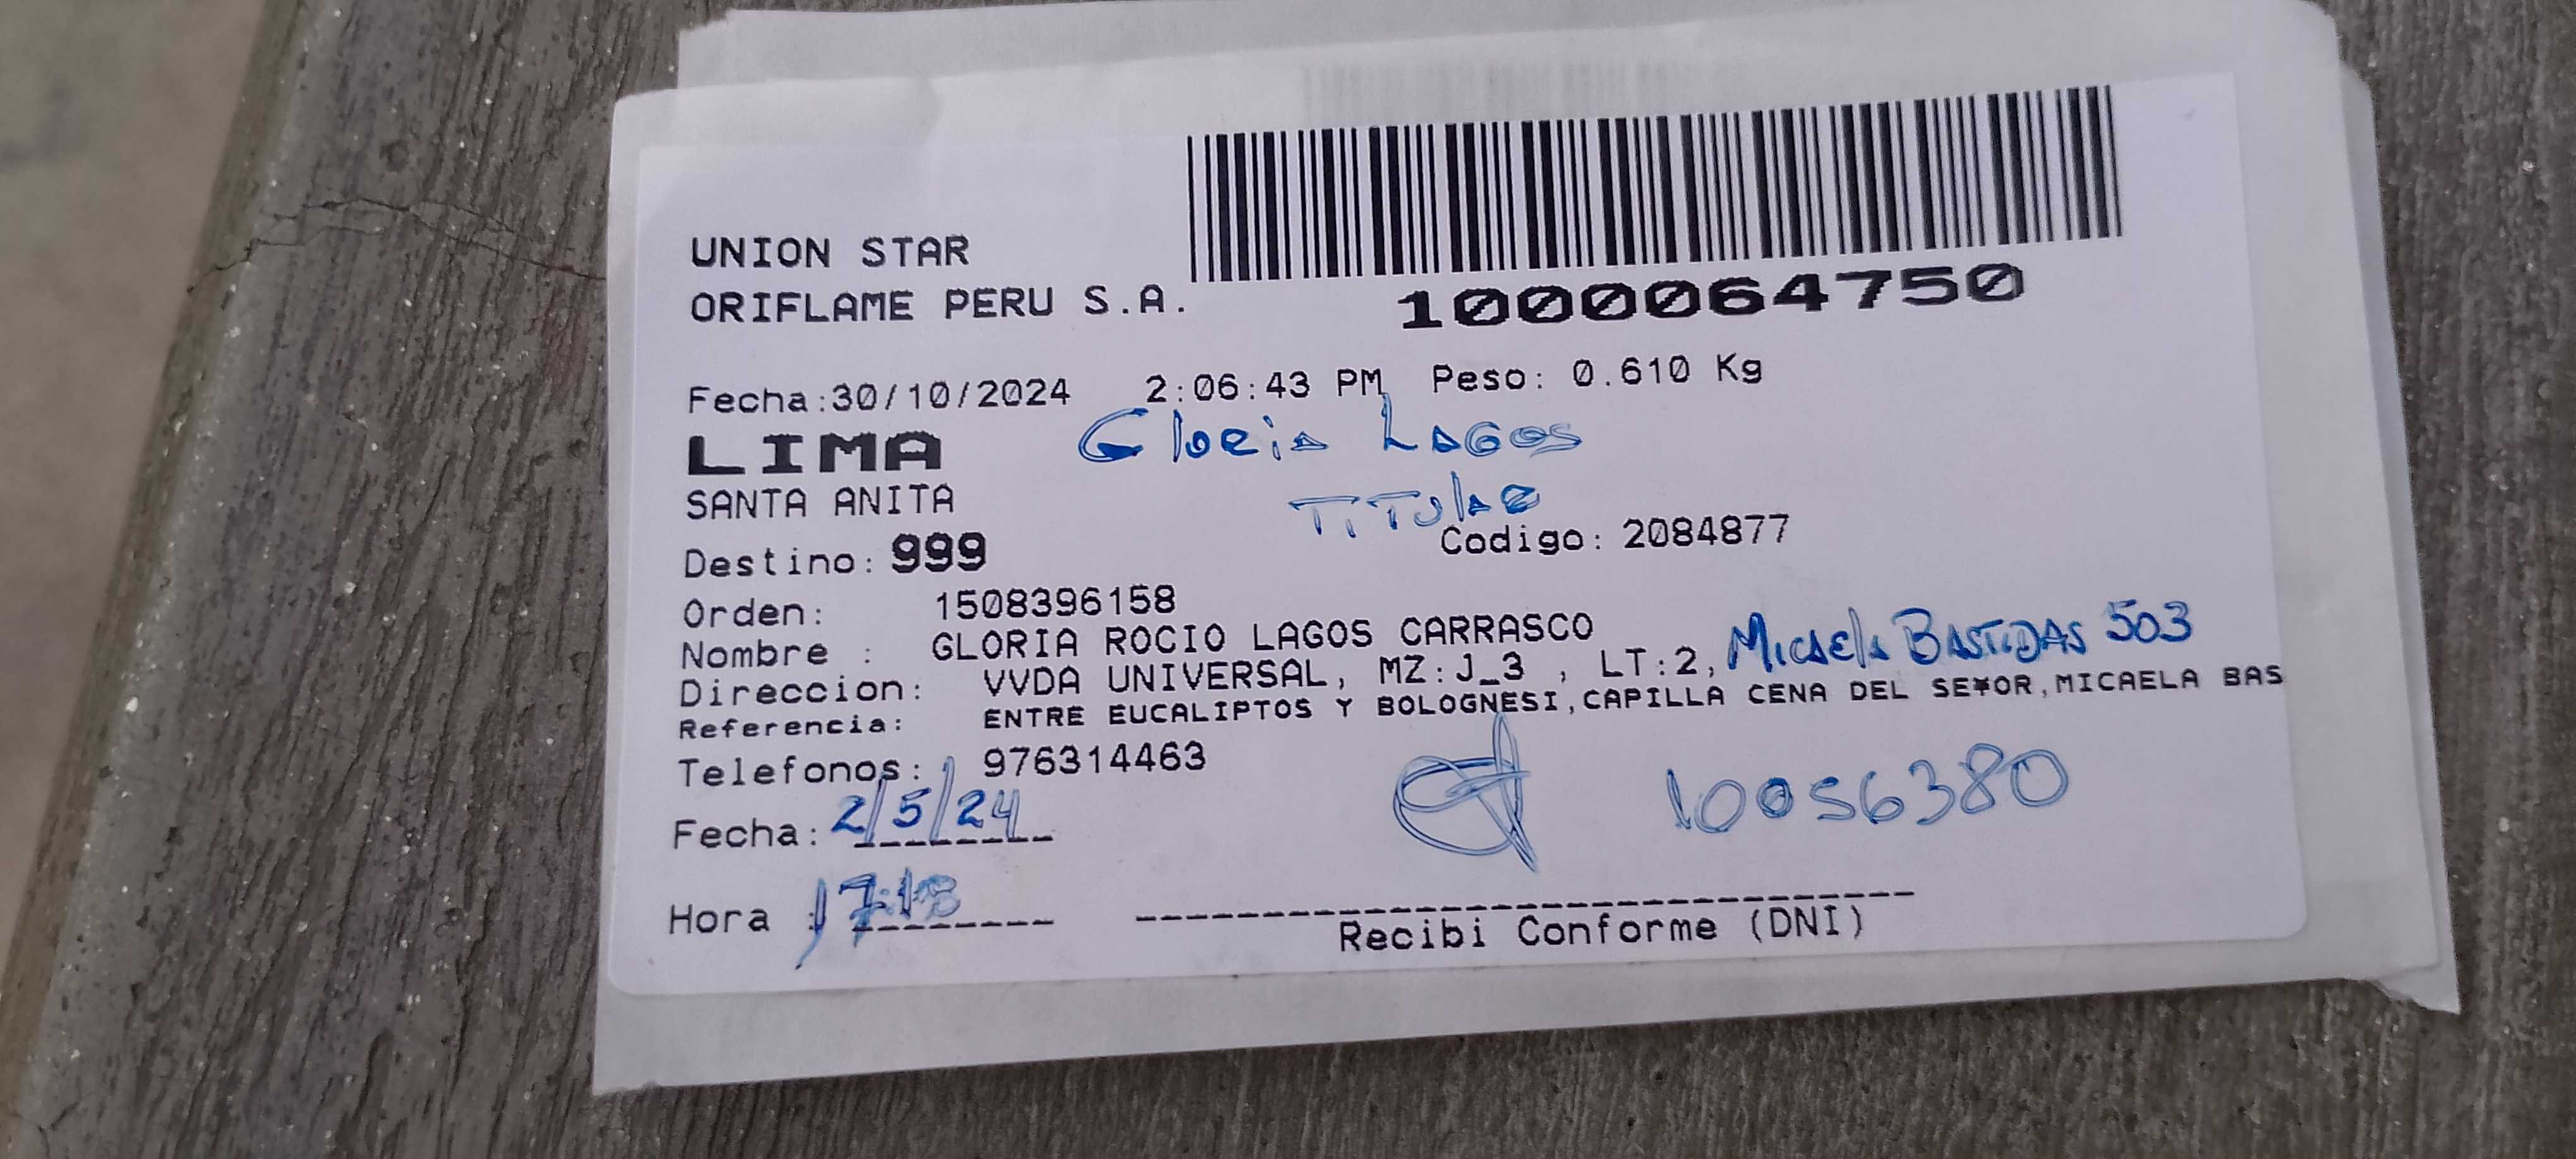 UNION STAR
ORIFLAME PERU S.A.
1000064750
Fecha:30/10/2024 2:06:43 PM Peso: 0.610 Kg
LIMA Gloria LAGOS
SANTA ANITA TiTulaR
Destino: 999 Codigo: 2084877
Orden: 1508396158
Nombre : GLORIA ROCIO LAGOS CARRASCO
Direccion: VVDA UNIVERSAL, MZ:J_3 , LT:2, MicaEla BASTIDAS 503
Referencia: ENTRE EUCALIPTOS Y BOLOGNESI,CAPILLA CENA DEL SE¥OR,MICAELA BAS
Telefonos: 976314463
Fecha: 2/5/24 10056380
Hora : 17:18
Recibi Conforme (DNI)